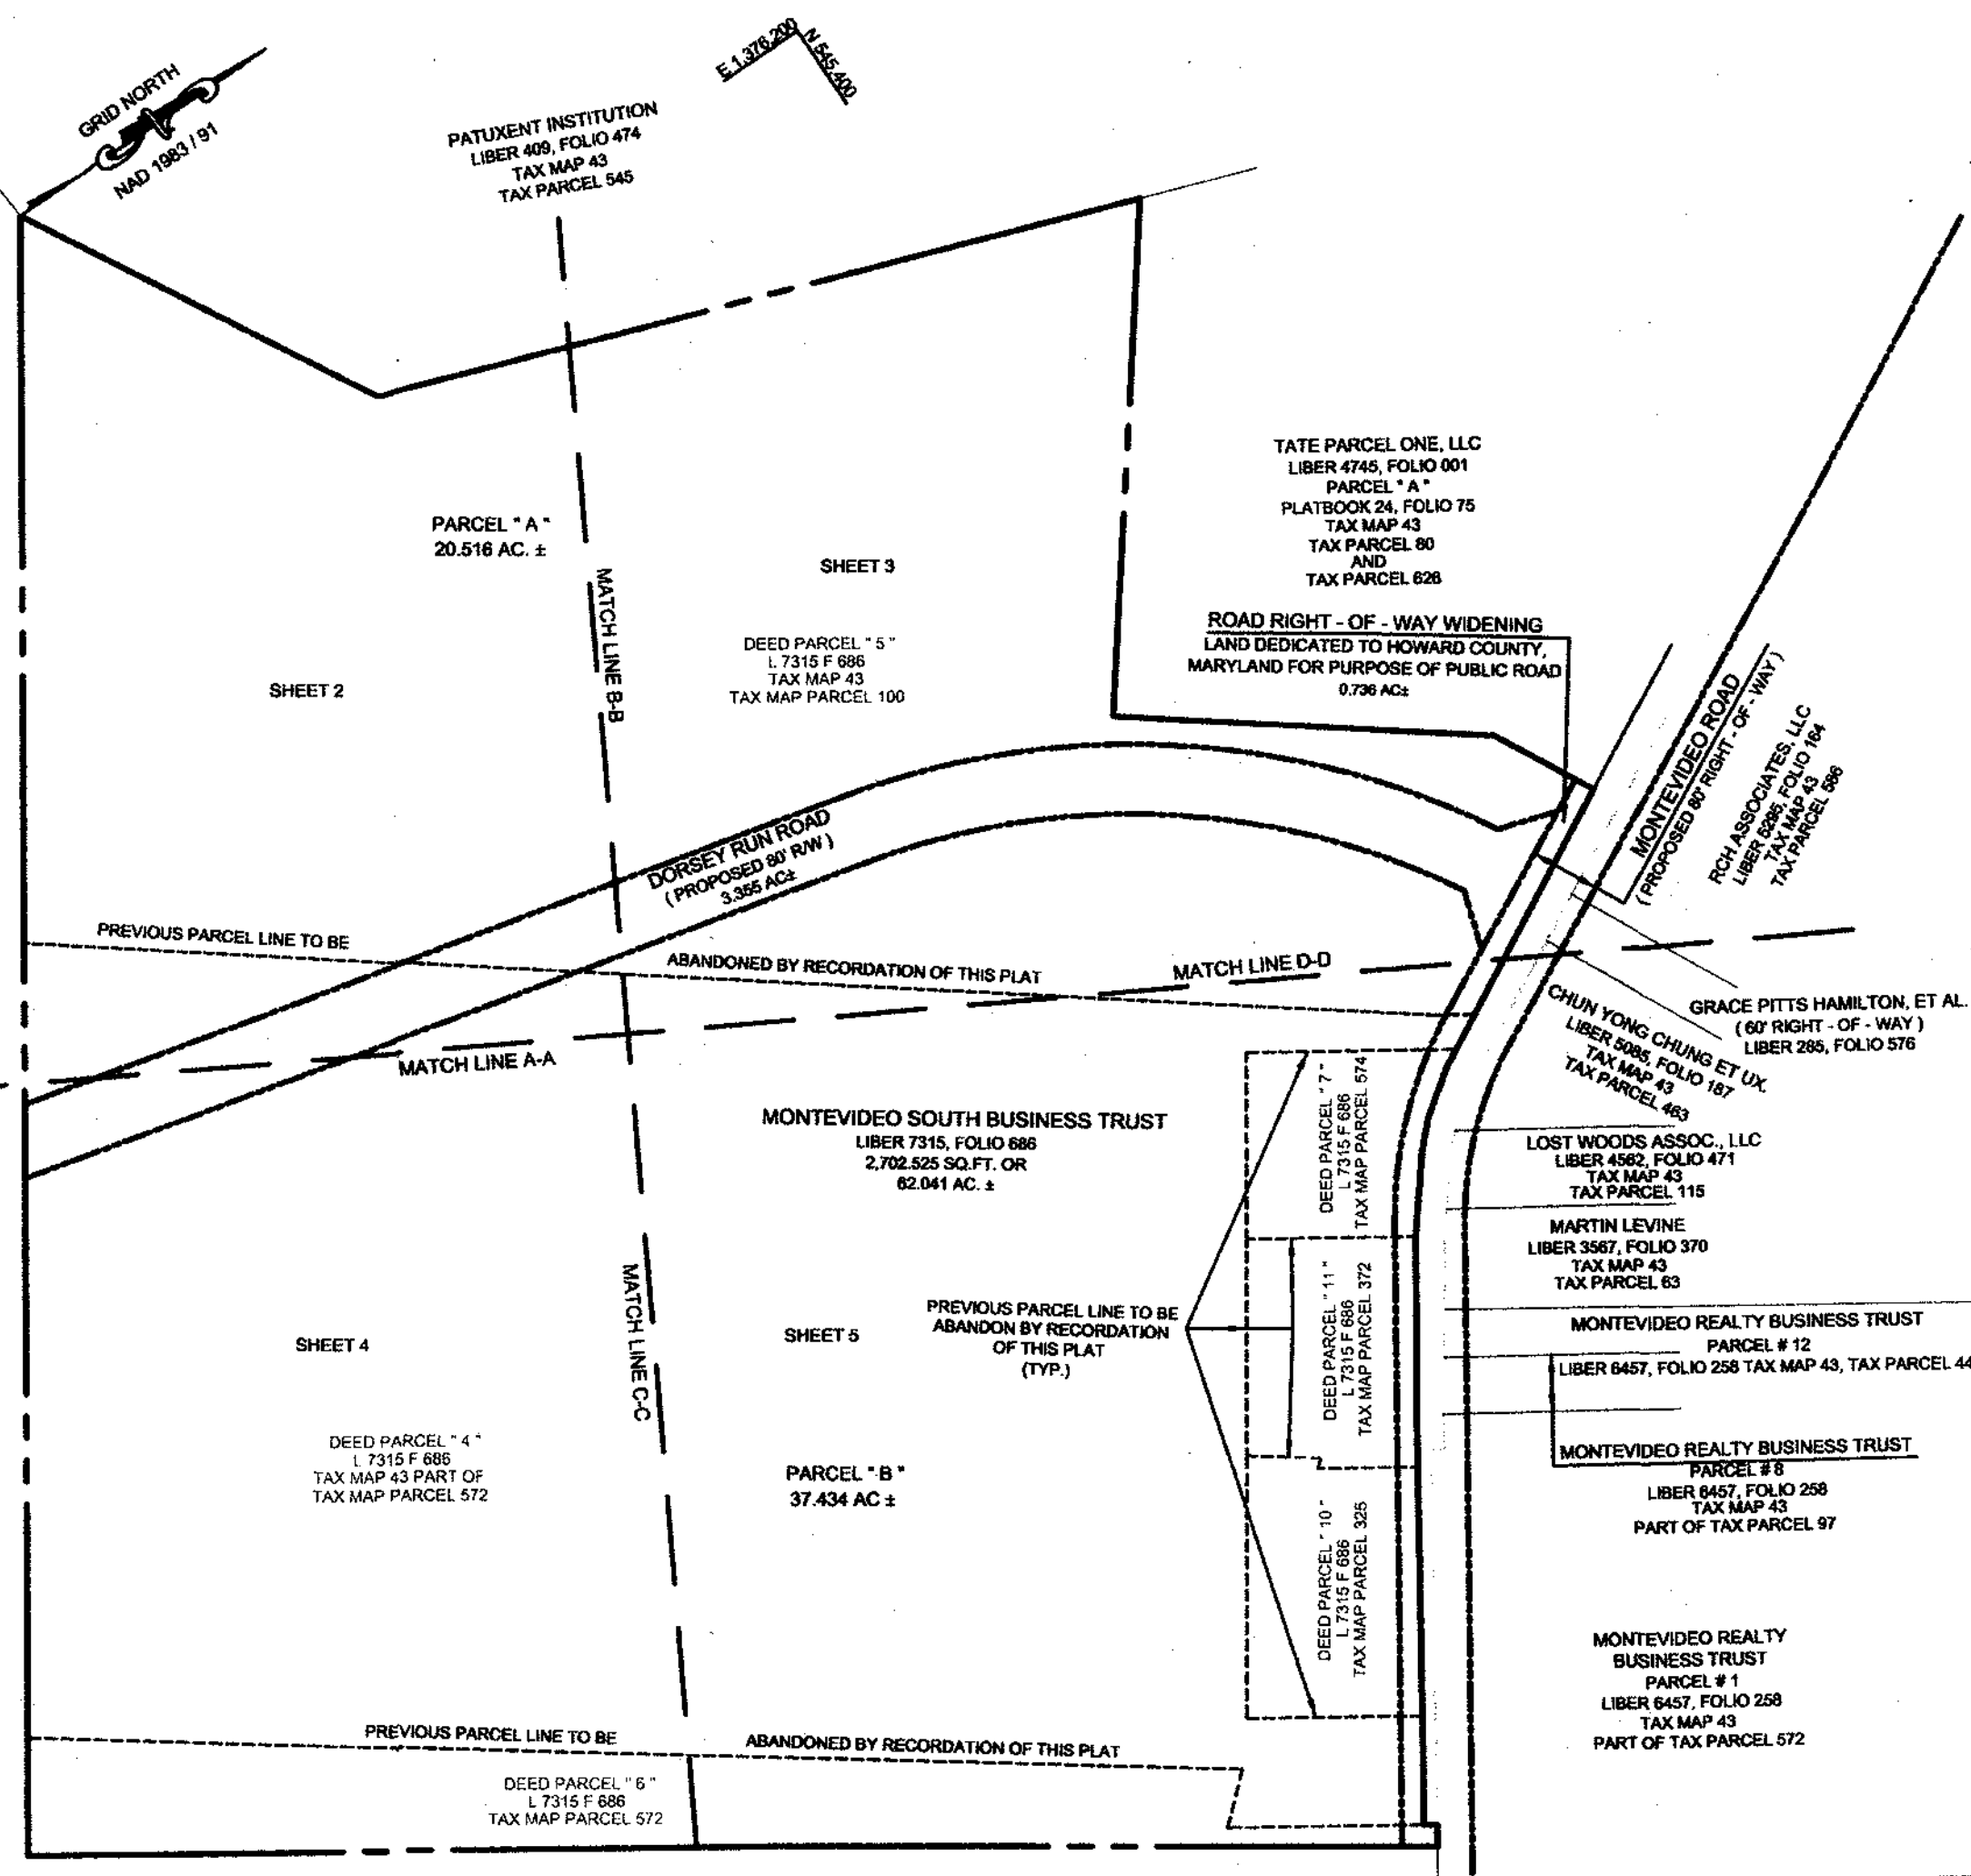 GRID NORTH
NAD 1983 / 91
E 1,376,200
N 545,400
PATUXENT INSTITUTION
LIBER 409, FOLIO 474
TAX MAP 43
TAX PARCEL 545
PARCEL " A "
20.516 AC. ±
SHEET 2
MATCH LINE B-B
SHEET 3
DEED PARCEL " 5 "
L 7315 F 686
TAX MAP 43
TAX MAP PARCEL 100
TATE PARCEL ONE, LLC
LIBER 4745, FOLIO 001
PARCEL " A "
PLATBOOK 24, FOLIO 75
TAX MAP 43
TAX PARCEL 80
AND
TAX PARCEL 628
ROAD RIGHT - OF - WAY WIDENING
LAND DEDICATED TO HOWARD COUNTY,
MARYLAND FOR PURPOSE OF PUBLIC ROAD
0.736 AC±
MONTEVIDEO ROAD
( PROPOSED 80' RIGHT - OF - WAY )
RCH ASSOCIATES, LLC
LIBER 5295, FOLIO 164
TAX MAP 43
TAX PARCEL 586
DORSEY RUN ROAD
( PROPOSED 80' R/W )
3.355 AC±
PREVIOUS PARCEL LINE TO BE
ABANDONED BY RECORDATION OF THIS PLAT
MATCH LINE D-D
MATCH LINE A-A
GRACE PITTS HAMILTON, ET AL.
( 60' RIGHT - OF - WAY )
LIBER 285, FOLIO 576
CHUN YONG CHUNG ET UX.
LIBER 5085, FOLIO 187
TAX MAP 43
TAX PARCEL 463
MONTEVIDEO SOUTH BUSINESS TRUST
LIBER 7315, FOLIO 686
2,702.525 SQ.FT. OR
62.041 AC. ±
DEED PARCEL " 7 "
L 7315 F 686
TAX MAP PARCEL 574
LOST WOODS ASSOC., LLC
LIBER 4562, FOLIO 471
TAX MAP 43
TAX PARCEL 115
MARTIN LEVINE
LIBER 3567, FOLIO 370
TAX MAP 43
TAX PARCEL 63
MATCH LINE C-C
SHEET 4
SHEET 5
PREVIOUS PARCEL LINE TO BE
ABANDON BY RECORDATION
OF THIS PLAT
(TYP.)
DEED PARCEL " 11 "
L 7315 F 686
TAX MAP PARCEL 372
MONTEVIDEO REALTY BUSINESS TRUST
PARCEL # 12
LIBER 6457, FOLIO 258 TAX MAP 43, TAX PARCEL 44
DEED PARCEL " 4 "
L 7315 F 686
TAX MAP 43 PART OF
TAX MAP PARCEL 572
PARCEL " B "
37.434 AC ±
MONTEVIDEO REALTY BUSINESS TRUST
PARCEL # 8
LIBER 6457, FOLIO 258
TAX MAP 43
PART OF TAX PARCEL 97
DEED PARCEL " 10 "
L 7315 F 686
TAX MAP PARCEL 325
MONTEVIDEO REALTY
BUSINESS TRUST
PARCEL # 1
LIBER 6457, FOLIO 258
TAX MAP 43
PART OF TAX PARCEL 572
PREVIOUS PARCEL LINE TO BE
ABANDONED BY RECORDATION OF THIS PLAT
DEED PARCEL " 6 "
L 7315 F 686
TAX MAP PARCEL 572